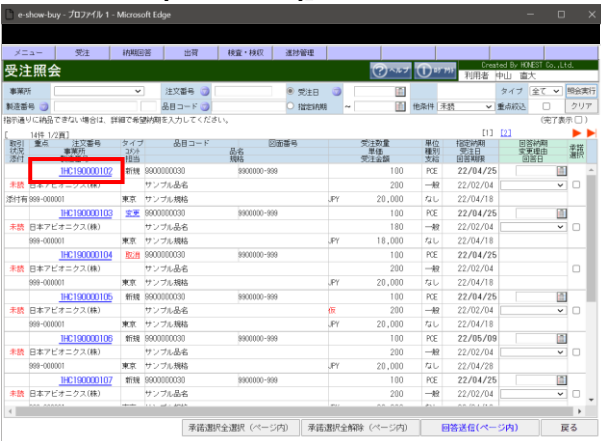 e-show-buy - プロファイル 1 - Microsoft Edge
メニュー 受注 納期回答 出荷 検査・検収 進捗管理
受注照会 ヘルプ Created By HONEST Co.,Ltd.
利用者 中山 直大
事業所 注文番号 受注日 タイプ 全て 照会実行
製造番号 品目コード 指定納期 ~ 他条件 未読 重点絞込 クリア
指示通りに納品できない場合は、詳細で希望納期を入力してください。 (完了表示 )
[ 14件 1/2頁] [1] [2]
取引 重点 注文番号 タイプ 品目コード 図面番号 受注数量 単位 指定納期 回答納期 承諾
状況 事業所 コメント 品名 単価 種別 受注日 変更理由 選択
添付 製造番号 担当 規格 受注金額 支給 回答期限 回答日
1HC190000102 新規 9900000030 9900000-999 100 PCE 22/04/25
未読 日本アビオニクス(株) サンプル品名 200 一般 22/02/04
添付有 999-000001 東京 サンプル規格 JPY 20,000 なし 22/04/18
1HC190000103 変更 9900000030 9900000-999 100 PCE 22/04/25
未読 日本アビオニクス(株) サンプル品名 180 一般 22/02/04
999-000001 東京 サンプル規格 JPY 18,000 なし 22/04/18
1HC190000104 取消 9900000030 9900000-999 100 PCE 22/04/25
未読 日本アビオニクス(株) サンプル品名 200 一般 22/02/04
999-000001 東京 サンプル規格 JPY 20,000 なし 22/04/18
1HC190000105 新規 9900000030 9900000-999 100 PCE 22/04/25
未読 日本アビオニクス(株) サンプル品名 仮 200 一般 22/02/04
999-000001 東京 サンプル規格 JPY 20,000 なし 22/04/18
1HC190000106 新規 9900000030 9900000-999 100 PCE 22/05/09
未読 日本アビオニクス(株) サンプル品名 200 一般 22/02/04
999-000001 東京 サンプル規格 JPY 20,000 なし 22/04/28
1HC190000107 新規 9900000030 9900000-999 100 PCE 22/04/25
未読 日本アビオニクス(株) サンプル品名 200 一般 22/02/04
承諾選択全選択 (ページ内) 承諾選択全解除 (ページ内) 回答送信(ページ内) 戻る